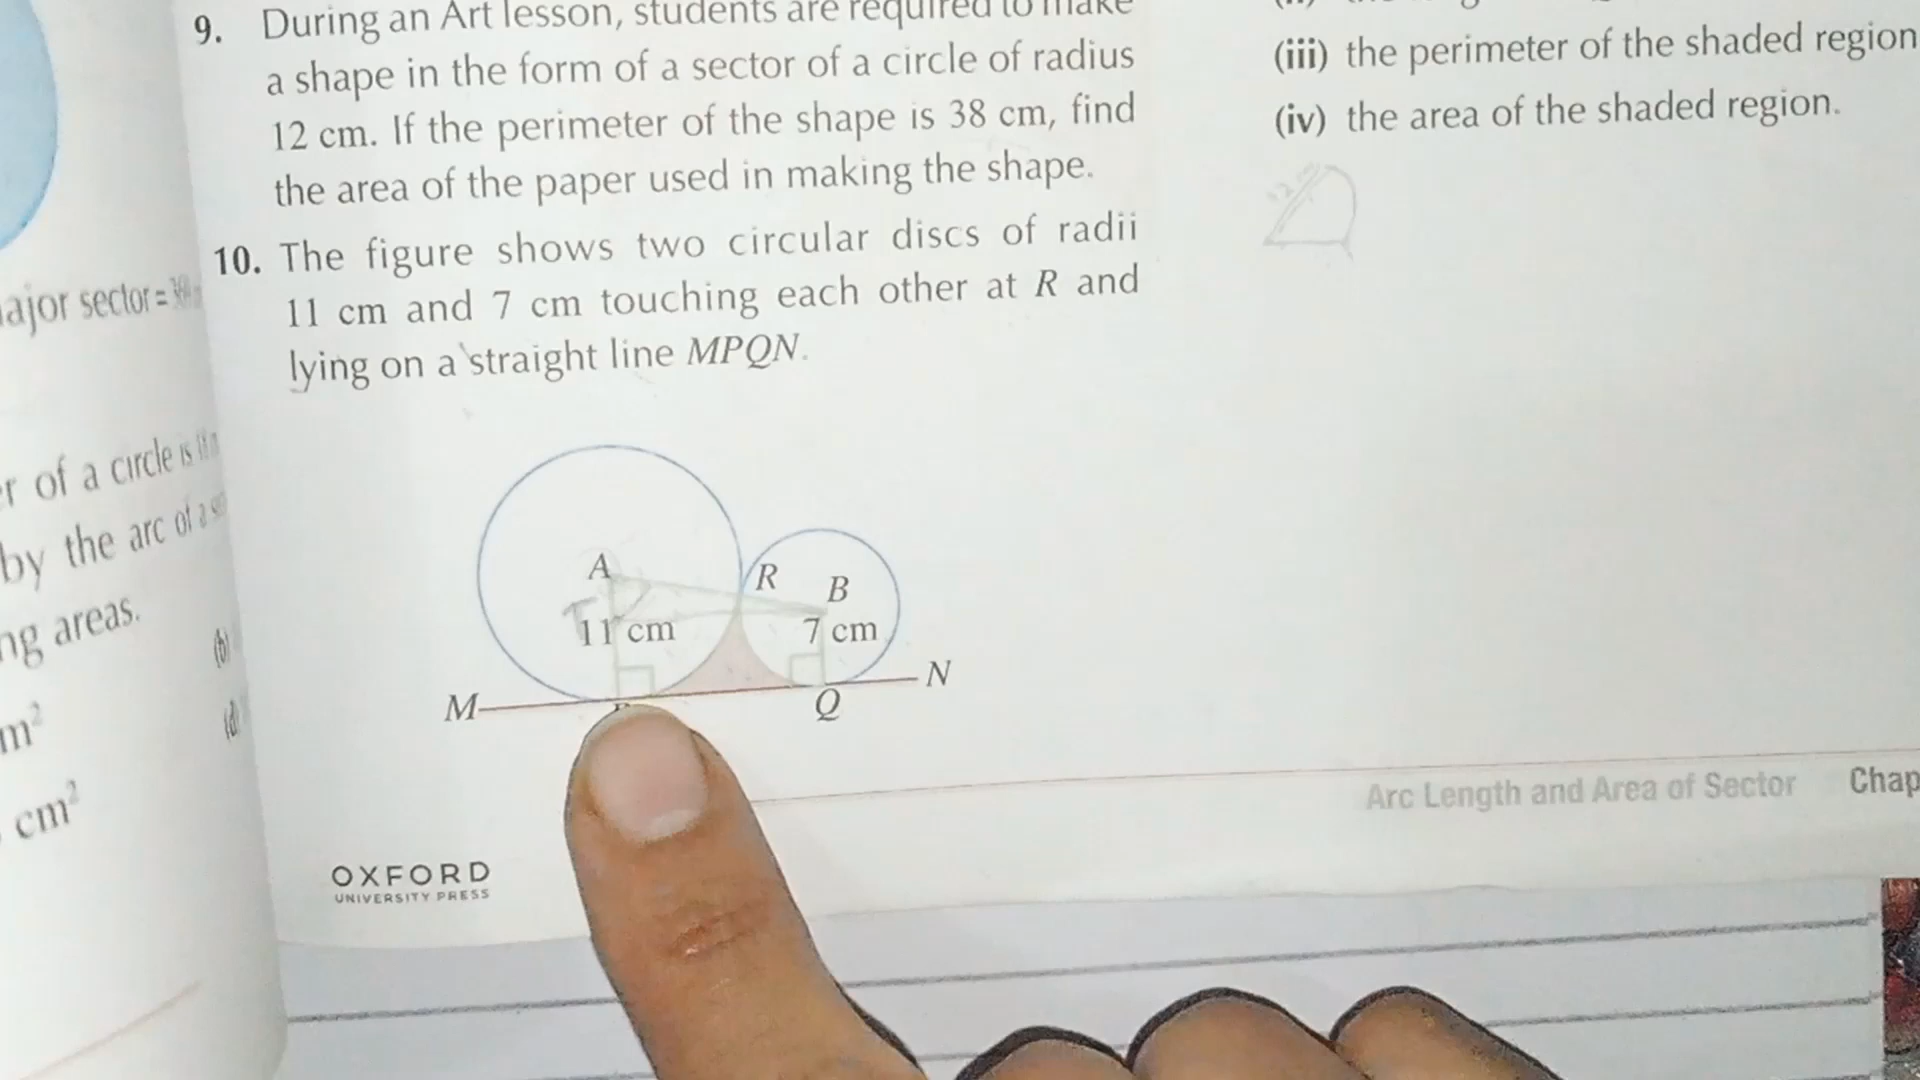 9. During an Art lesson, students are required to make
a shape in the form of a sector of a circle of radius
12 cm. If the perimeter of the shape is 38 cm, find
the area of the paper used in making the shape.
10. The figure shows two circular discs of radii
11 cm and 7 cm touching each other at R and
lying on a straight line MPQN.
A
R
B
T
11 cm
7 cm
M
N
Q
(iii) the perimeter of the shaded region
(iv) the area of the shaded region.
ajor sector =
r of a circle is
by the arc of a
ng areas.
(b)
m²
(d)
cm²
Arc Length and Area of Sector Chap
OXFORD
UNIVERSITY PRESS